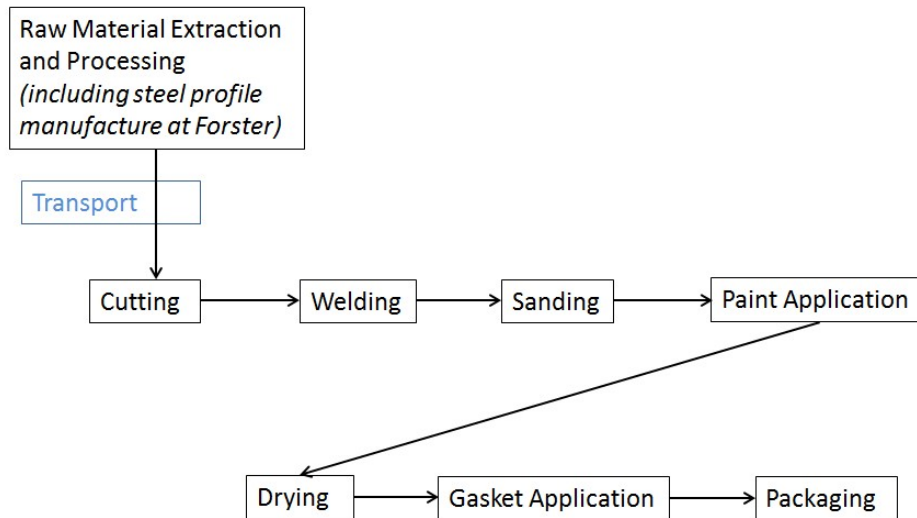 Raw Material Extraction
and Processing
(including steel profile
manufacture at Forster)
Transport
Cutting
Welding
Sanding
Paint Application
Drying
Gasket Application
Packaging